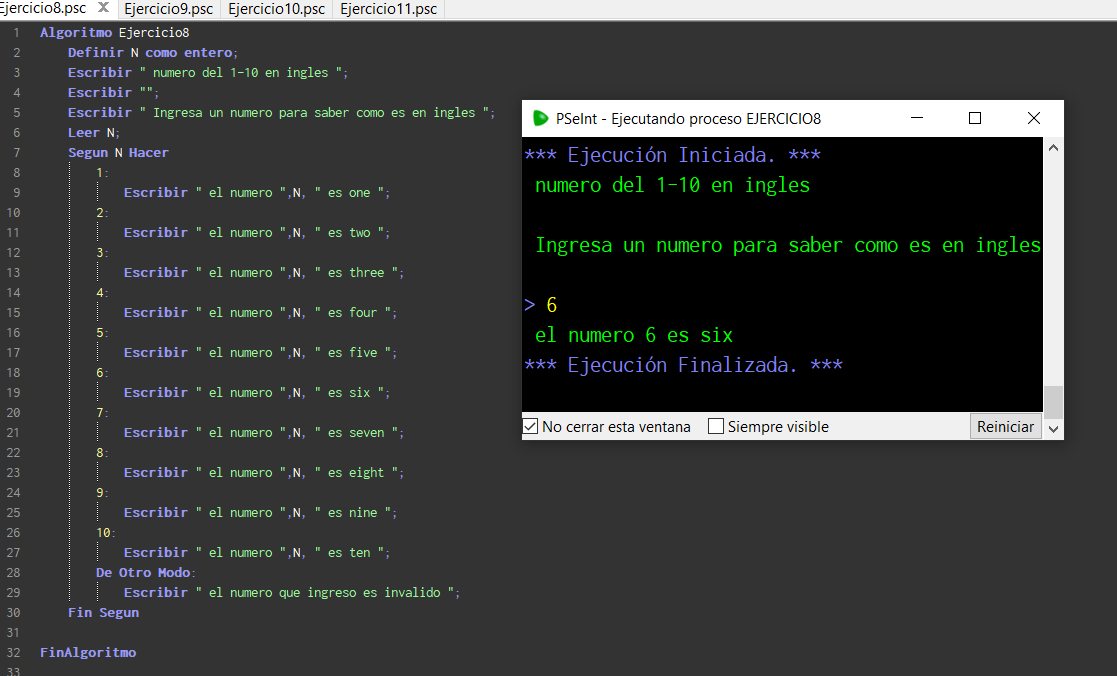 Ejercicio8.psc X Ejercicio9.psc Ejercicio10.psc Ejercicio11.psc
1 Algoritmo Ejercicio8
2 Definir N como entero;
3 Escribir " numero del 1-10 en ingles ";
4 Escribir "";
5 Escribir " Ingresa un numero para saber como es en ingles ";
6 Leer N;
7 Segun N Hacer
8 1:
9 Escribir " el numero ",N, " es one ";
10 2:
11 Escribir " el numero ",N, " es two ";
12 3:
13 Escribir " el numero ",N, " es three ";
14 4:
15 Escribir " el numero ",N, " es four ";
16 5:
17 Escribir " el numero ",N, " es five ";
18 6:
19 Escribir " el numero ",N, " es six ";
20 7:
21 Escribir " el numero ",N, " es seven ";
22 8:
23 Escribir " el numero ",N, " es eight ";
24 9:
25 Escribir " el numero ",N, " es nine ";
26 10:
27 Escribir " el numero ",N, " es ten ";
28 De Otro Modo:
29 Escribir " el numero que ingreso es invalido ";
30 Fin Segun
31
32 FinAlgoritmo
33
PSeInt - Ejecutando proceso EJERCICIO8
*** Ejecución Iniciada. ***
numero del 1-10 en ingles
Ingresa un numero para saber como es en ingles
> 6
el numero 6 es six
*** Ejecución Finalizada. ***
No cerrar esta ventana Siempre visible Reiniciar